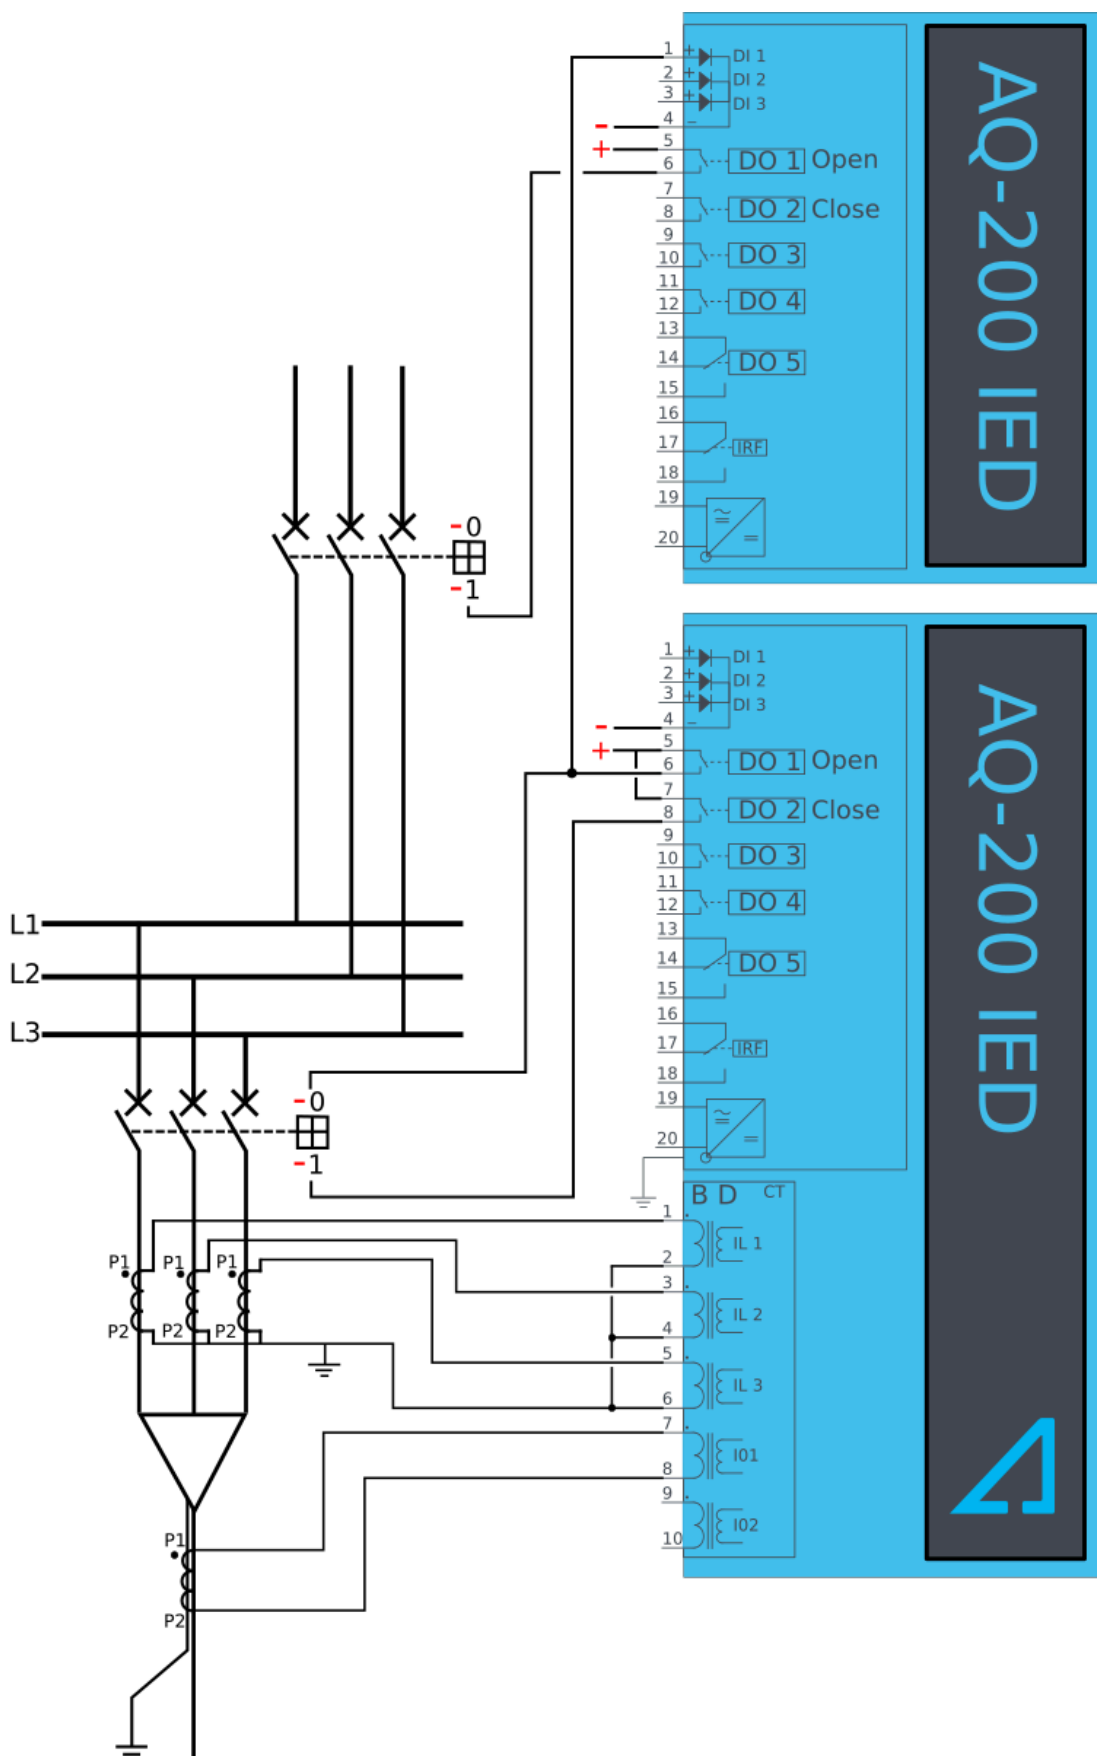 1 + DI 1
2 + DI 2
3 + DI 3
4 −
-
+
5
6 DO 1 Open
7
8 DO 2 Close
9
10 DO 3
11
12 DO 4
13
14 DO 5
15
16
17 IRF
18
19
20
AQ-200 IED
-0
-1
1 + DI 1
2 + DI 2
3 + DI 3
4 −
-
+
5
6 DO 1 Open
7
8 DO 2 Close
9
10 DO 3
11
12 DO 4
13
14 DO 5
15
16
17 IRF
18
19
20
AQ-200 IED
L1
L2
L3
-0
-1
B D CT
1
IL 1
2
3
IL 2
4
5
IL 3
6
7
I01
8
9
I02
10
P1 P1 P1
P2 P2 P2
P1
P2